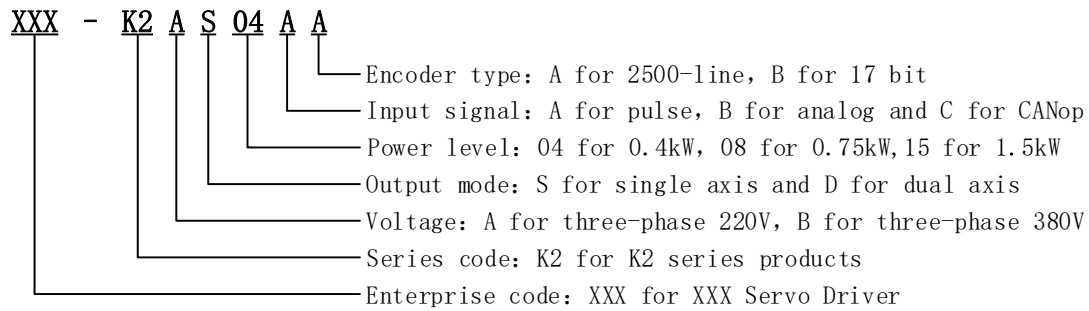 XXX - K2 A S 04 A A
Encoder type: A for 2500-line, B for 17 bit
Input signal: A for pulse, B for analog and C for CANop
Power level: 04 for 0.4kW, 08 for 0.75kW,15 for 1.5kW
Output mode: S for single axis and D for dual axis
Voltage: A for three-phase 220V, B for three-phase 380V
Series code: K2 for K2 series products
Enterprise code: XXX for XXX Servo Driver